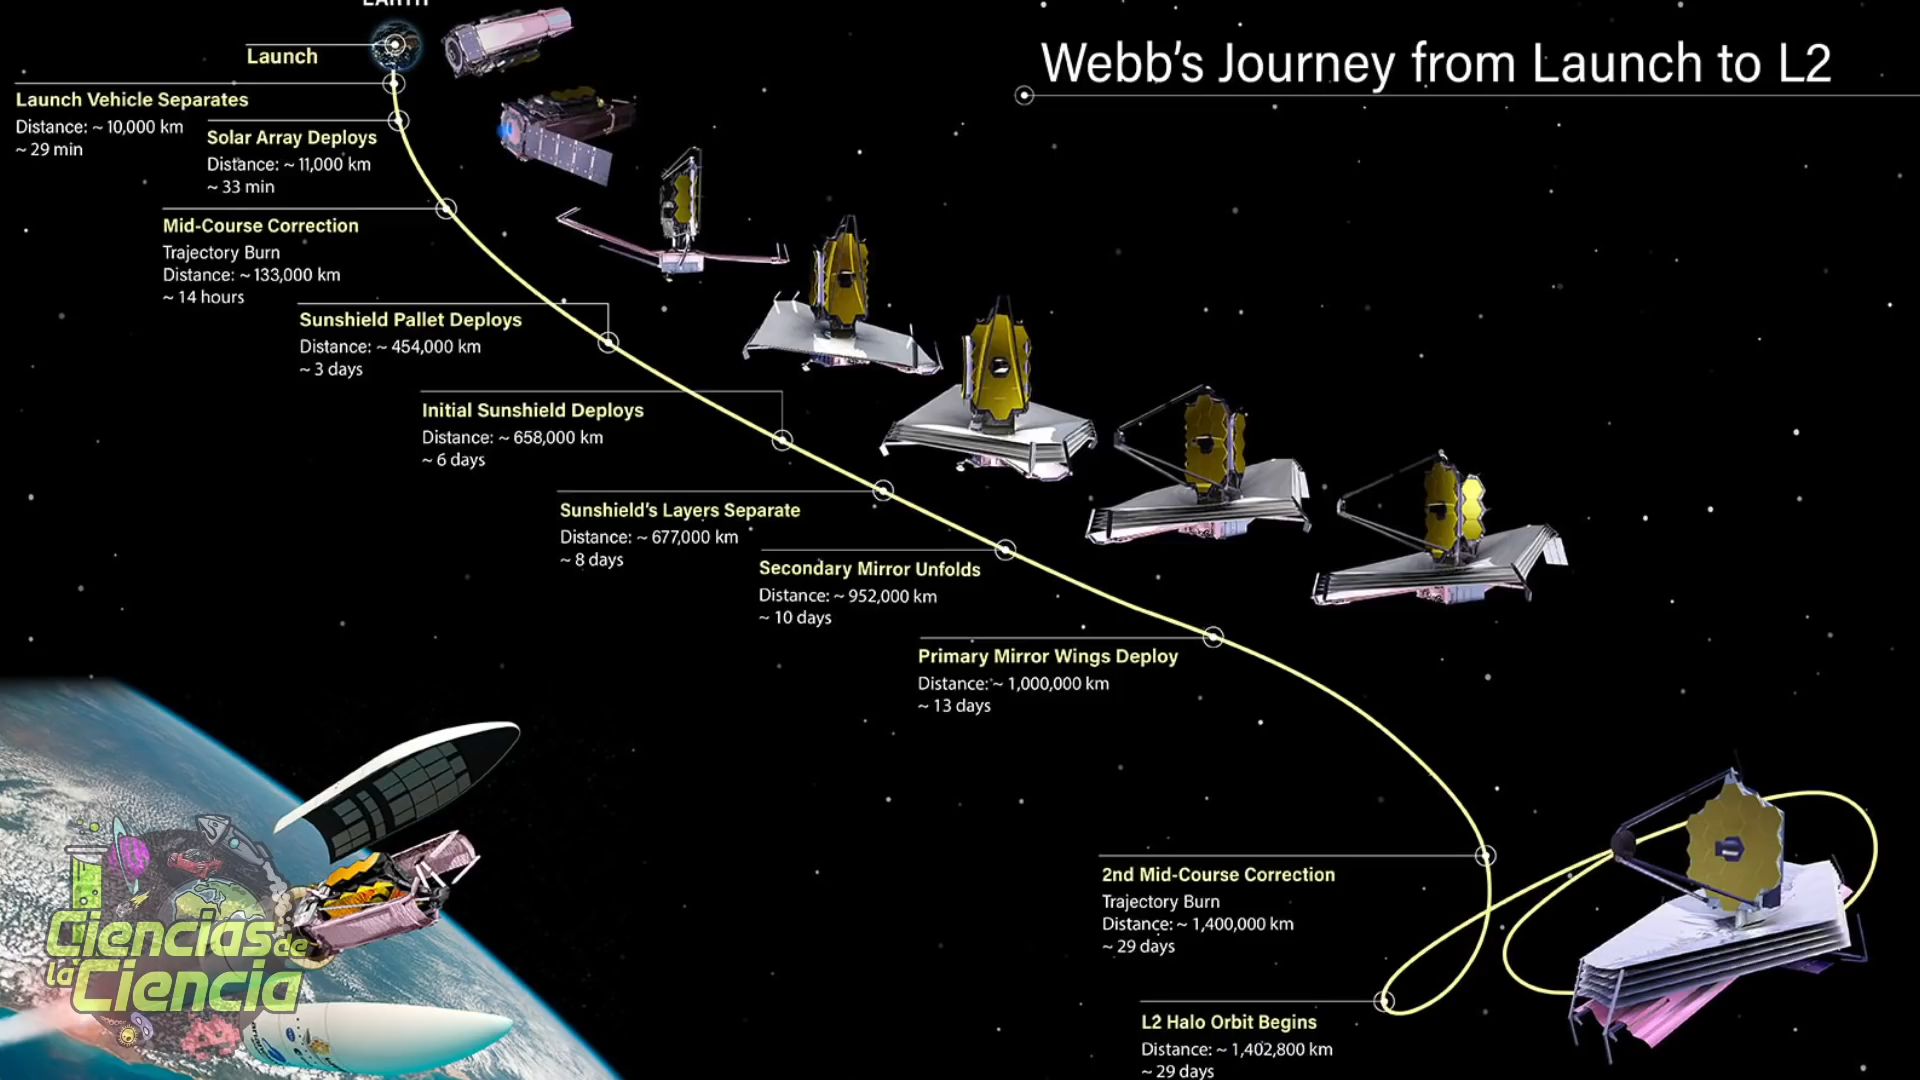 EARTH
Webb's Journey from Launch to L2
Launch
Launch Vehicle Separates
Distance: ~ 10,000 km
~ 29 min
Solar Array Deploys
Distance: ~ 11,000 km
~ 33 min
Mid-Course Correction
Trajectory Burn
Distance: ~ 133,000 km
~ 14 hours
Sunshield Pallet Deploys
Distance: ~ 454,000 km
~ 3 days
Initial Sunshield Deploys
Distance: ~ 658,000 km
~ 6 days
Sunshield's Layers Separate
Distance: ~ 677,000 km
~ 8 days
Secondary Mirror Unfolds
Distance: ~ 952,000 km
~ 10 days
Primary Mirror Wings Deploy
Distance: ~ 1,000,000 km
~ 13 days
2nd Mid-Course Correction
Trajectory Burn
Distance: ~ 1,400,000 km
~ 29 days
L2 Halo Orbit Begins
Distance: ~ 1,402,800 km
~ 29 days
Ciencias de
la Ciencia